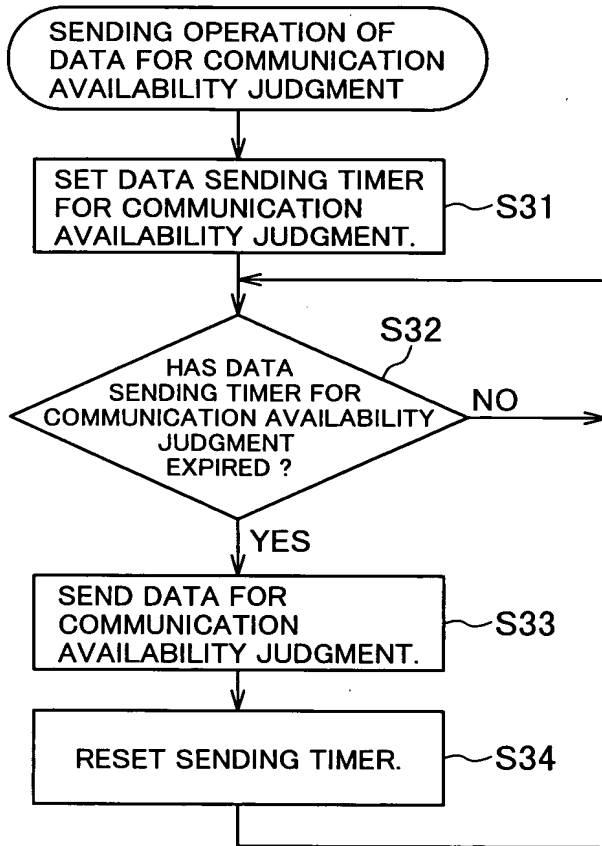 SENDING OPERATION OF
DATA FOR COMMUNICATION
AVAILABILITY JUDGMENT
SET DATA SENDING TIMER
FOR COMMUNICATION
AVAILABILITY JUDGMENT.
S31
S32
HAS DATA
SENDING TIMER FOR
COMMUNICATION AVAILABILITY
JUDGMENT
EXPIRED ?
NO
YES
SEND DATA FOR
COMMUNICATION
AVAILABILITY JUDGMENT.
S33
RESET SENDING TIMER.
S34